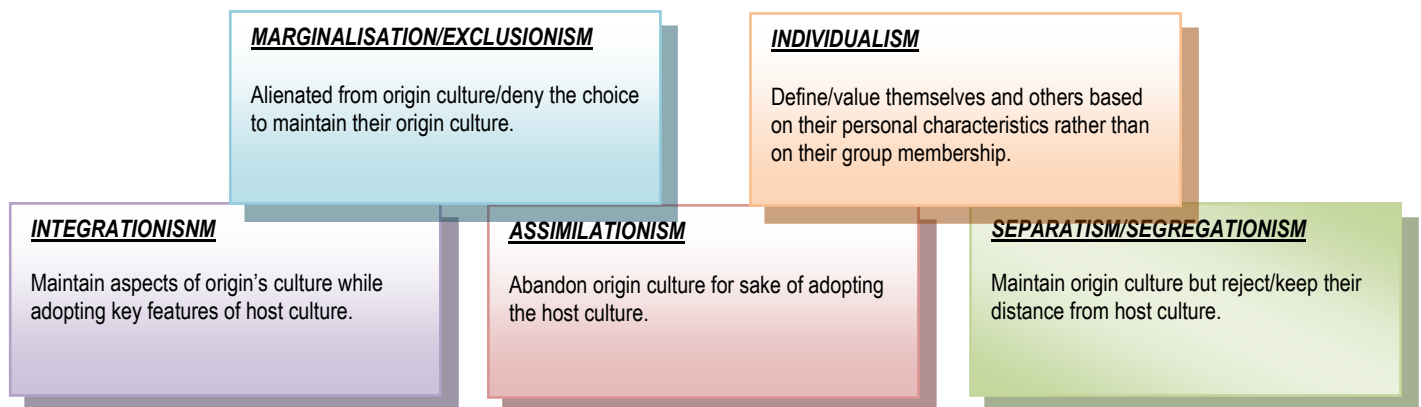 MARGINALISATION/EXCLUSIONISM
Alienated from origin culture/deny the choice
to maintain their origin culture.
INDIVIDUALISM
Define/value themselves and others based
on their personal characteristics rather than
on their group membership.
INTEGRATIONISNM
Maintain aspects of origin’s culture while
adopting key features of host culture.
ASSIMILATIONISM
Abandon origin culture for sake of adopting
the host culture.
SEPARATISM/SEGREGATIONISM
Maintain origin culture but reject/keep their
distance from host culture.